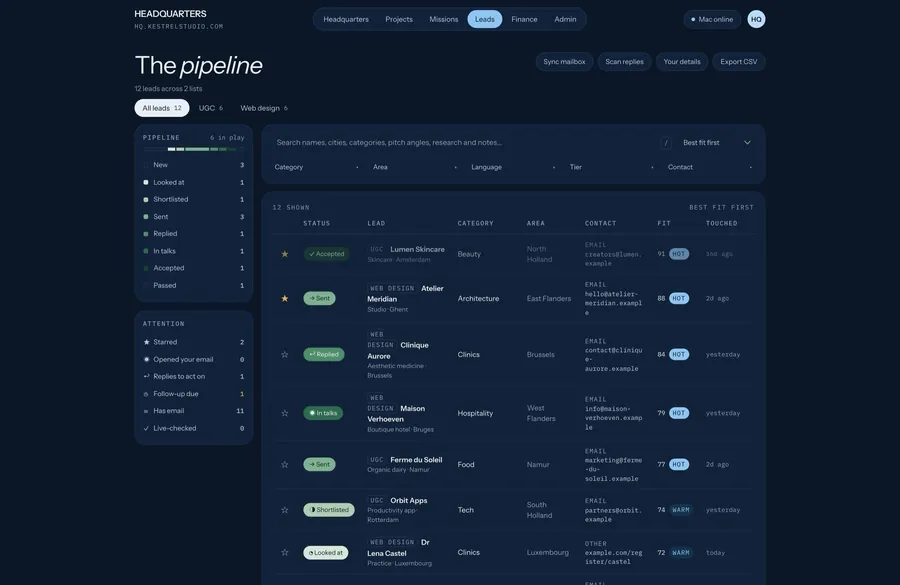 HEADQUARTERS
HQ.KESTRELSTUDIO.COM
Headquarters Projects Missions Leads Finance Admin
Mac online HQ
The pipeline
Sync mailbox Scan replies Your details Export CSV
12 leads across 2 lists
All leads 12 UGC 6 Web design 6
PIPELINE 6 in play
New 3
Looked at 1
Shortlisted 1
Sent 3
Replied 1
In talks 1
Accepted 1
Passed 1
ATTENTION
Starred 2
Opened your email 0
Replies to act on 1
Follow-up due 1
Has email 11
Live-checked 0
Search names, cities, categories, pitch angles, research and notes...
/ Best fit first
Category Area Language Tier Contact
12 SHOWN BEST FIT FIRST
STATUS LEAD CATEGORY AREA CONTACT FIT TOUCHED
★ ✓ Accepted UGC Lumen Skincare
Skincare · Amsterdam
Beauty
North
Holland
EMAIL
creators@lumen.
example
91 HOT
★ → Sent WEB DESIGN Atelier
Meridian
Studio · Ghent
Architecture
East Flanders
EMAIL
hello@atelier-
meridian.exampl
e
88 HOT 2d ago
☆ ↩ Replied WEB
DESIGN Clinique
Aurore
Aesthetic medicine ·
Brussels
Clinics
Brussels
EMAIL
contact@cliniqu
e-
aurore.example
84 HOT yesterday
☆ In talks WEB
DESIGN Maison
Verhoeven
Boutique hotel · Bruges
Hospitality
West
Flanders
EMAIL
info@maison-
verhoeven.examp
le
79 HOT yesterday
☆ → Sent UGC Ferme du Soleil
Organic dairy · Namur
Food
Namur
EMAIL
marketing@ferme
-du-
soleil.example
77 HOT 2d ago
☆ Shortlisted UGC Orbit Apps
Productivity app ·
Rotterdam
Tech
South
Holland
EMAIL
partners@orbit.
example
74 WARM yesterday
☆ Looked at WEB DESIGN Dr
Lena Castel
Practice · Luxembourg
Clinics
Luxembourg
OTHER
example.com/reg
ister/castel
72 WARM today